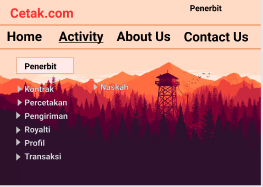 Cetak.com
Penerbit
Home Activity About Us Contact Us
Penerbit
Kontrak
Naskah
Percetakan
Pengiriman
Royalti
Profil
Transaksi